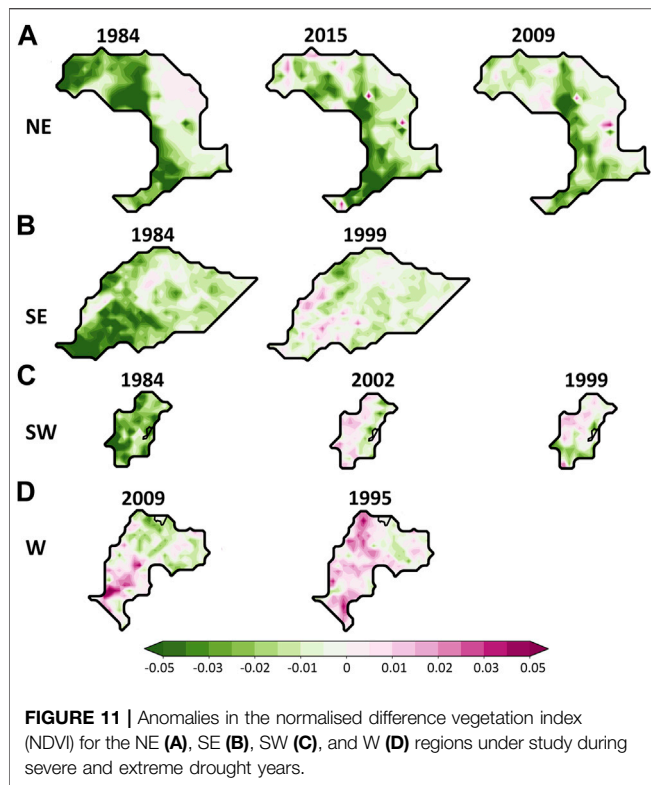 A
1984
2015
2009
NE
B
1984
1999
SE
C
1984
2002
1999
SW
D
2009
1995
W
-0.05 -0.03 -0.02 -0.01 0 0.01 0.02 0.03 0.05
FIGURE 11 | Anomalies in the normalised difference vegetation index
(NDVI) for the NE (A), SE (B), SW (C), and W (D) regions under study during
severe and extreme drought years.